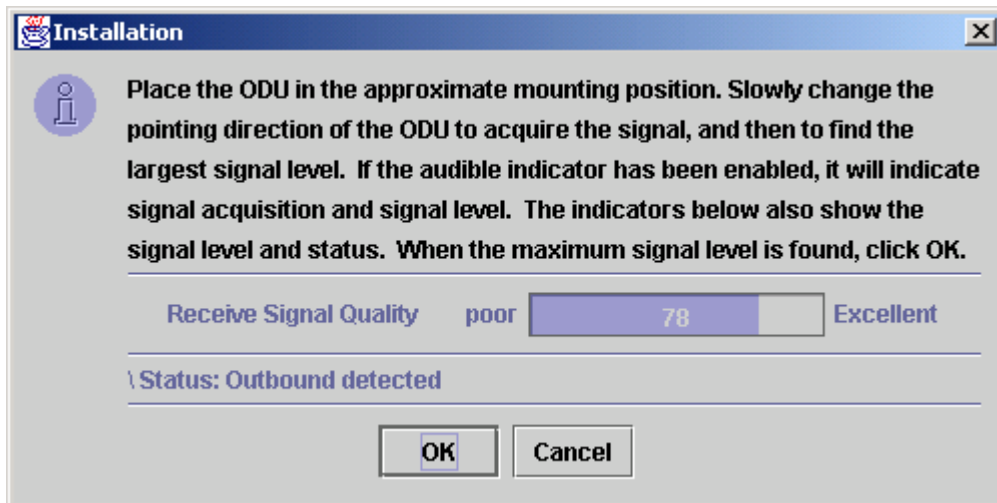 Installation
Place the ODU in the approximate mounting position. Slowly change the
pointing direction of the ODU to acquire the signal, and then to find the
largest signal level.  If the audible indicator has been enabled, it will indicate
signal acquisition and signal level.  The indicators below also show the
signal level and status.  When the maximum signal level is found, click OK.
Receive Signal Quality poor 78 Excellent
\ Status: Outbound detected
OK Cancel